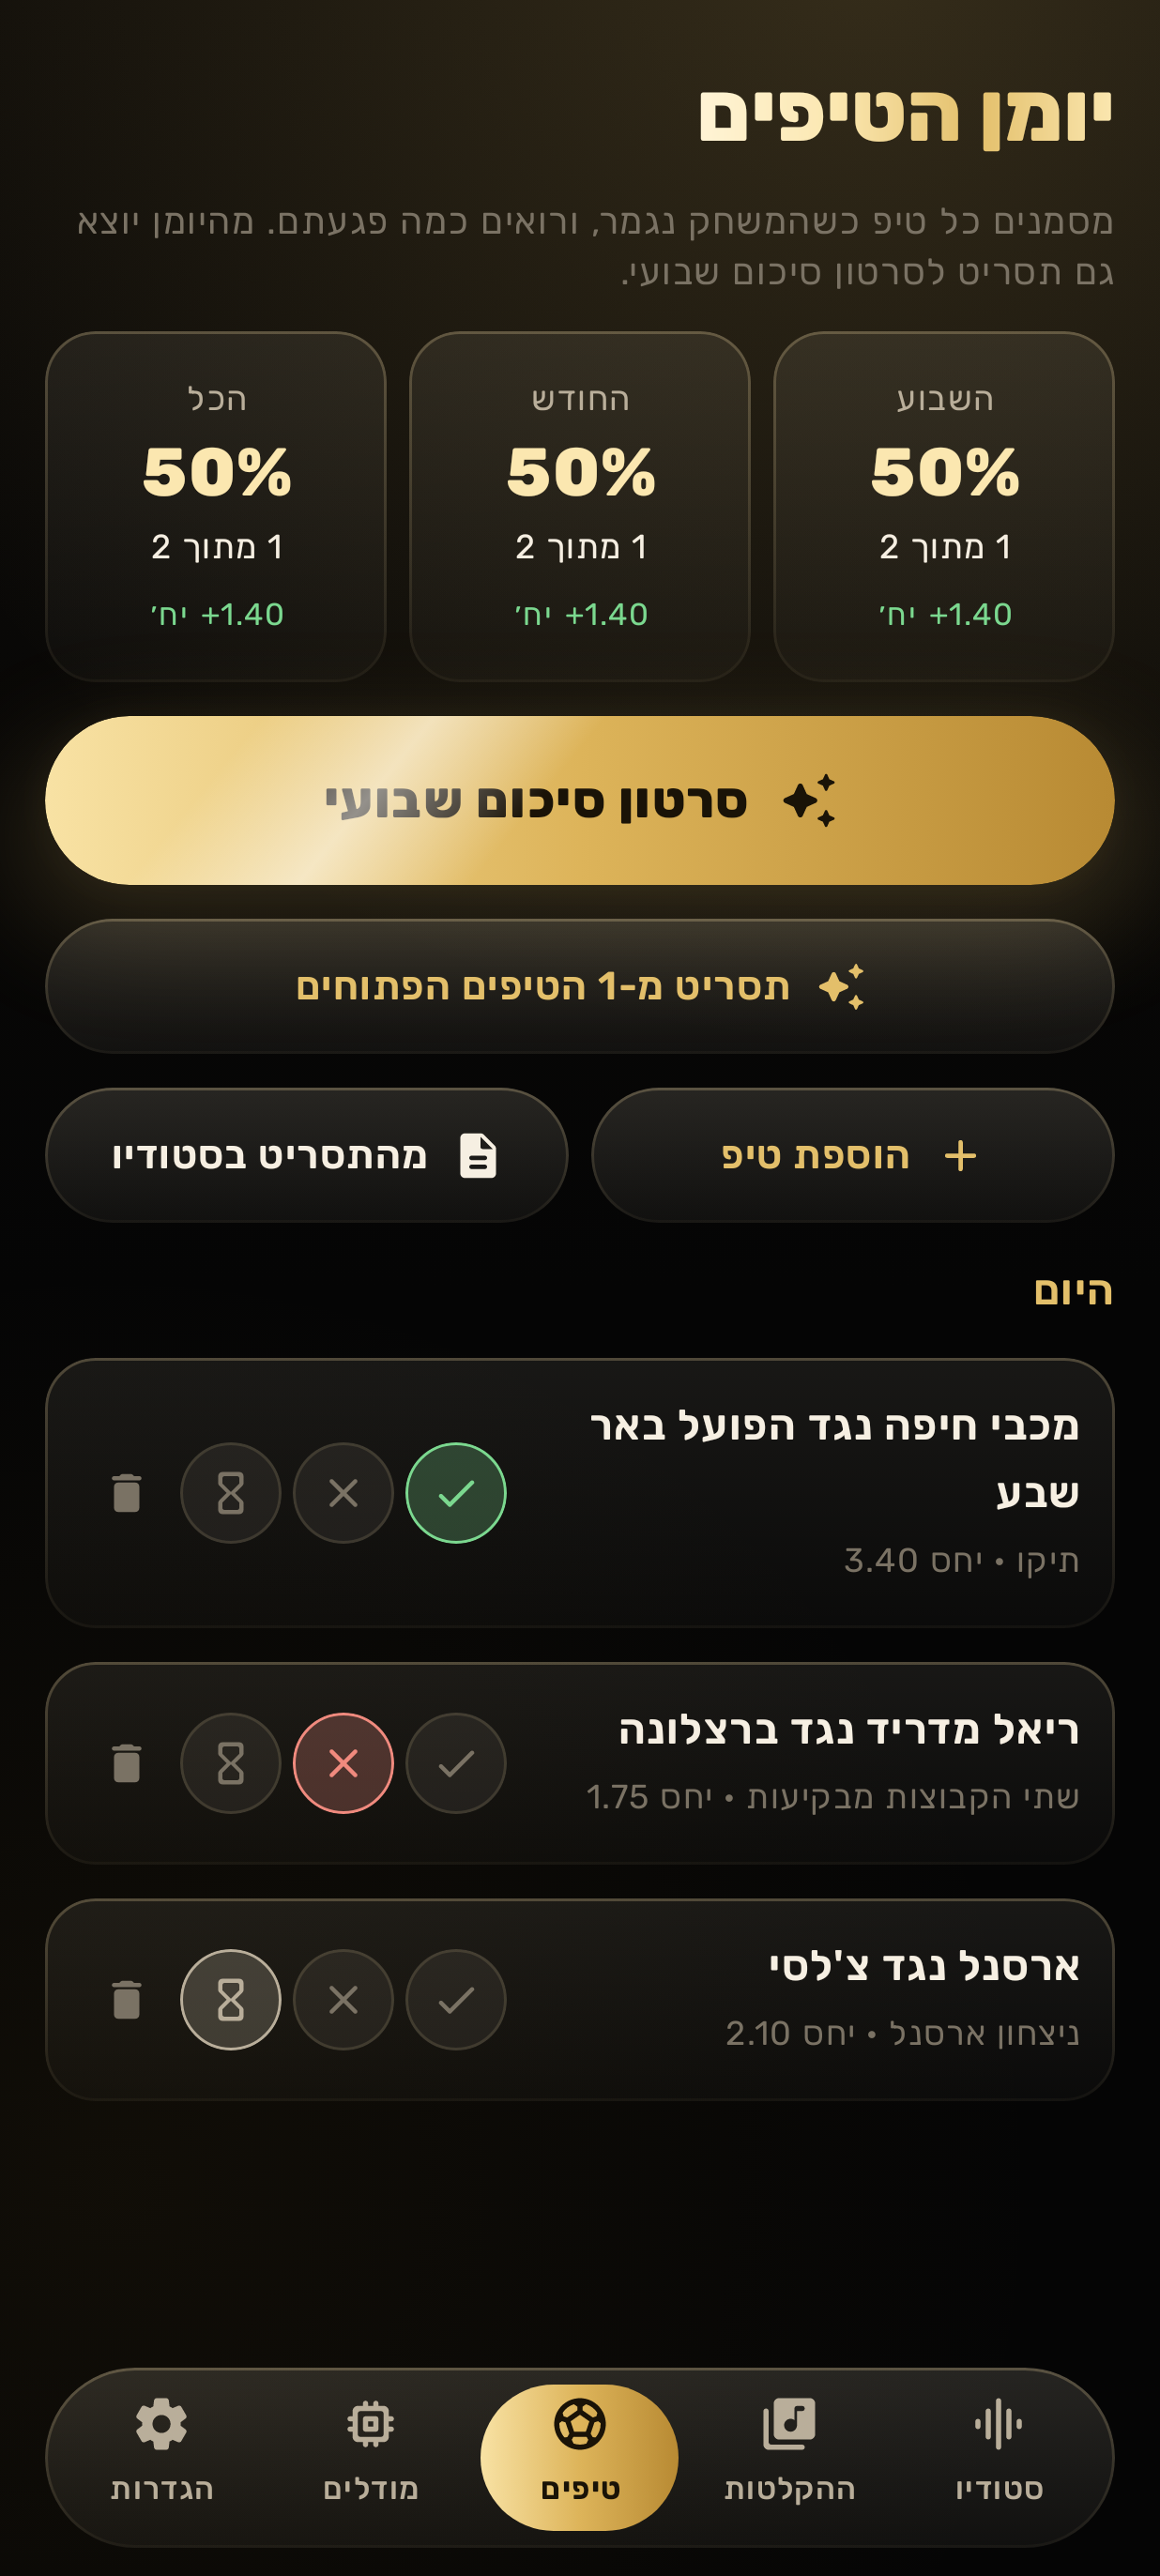 יומן הטיפים
מסמנים כל טיפ כשהמשחק נגמר, ורואים כמה פגעתם. מהיומן יוצא
גם תסריט לסרטון סיכום שבועי.
השבוע
50%
1 מתוך 2
+1.40 יח׳
החודש
50%
1 מתוך 2
+1.40 יח׳
הכל
50%
1 מתוך 2
+1.40 יח׳
סרטון סיכום שבועי
תסריט מ-1 הטיפים הפתוחים
הוספת טיפ
מהתסריט בסטודיו
היום
מכבי חיפה נגד הפועל באר
שבע
תיקו • יחס 3.40
ריאל מדריד נגד ברצלונה
שתי הקבוצות מבקיעות • יחס 1.75
ארסנל נגד צ'לסי
ניצחון ארסנל • יחס 2.10
סטודיו
ההקלטות
טיפים
מודלים
הגדרות